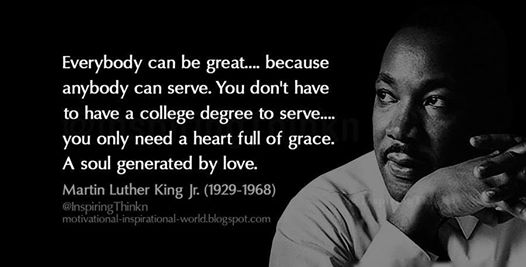 Everybody can be great.... because
anybody can serve. You don't have
to have a college degree to serve....
you only need a heart full of grace.
A soul generated by love.
Martin Luther King Jr. (1929-1968)
@InspiringThinkn
motivational-inspirational-world.blogspot.com